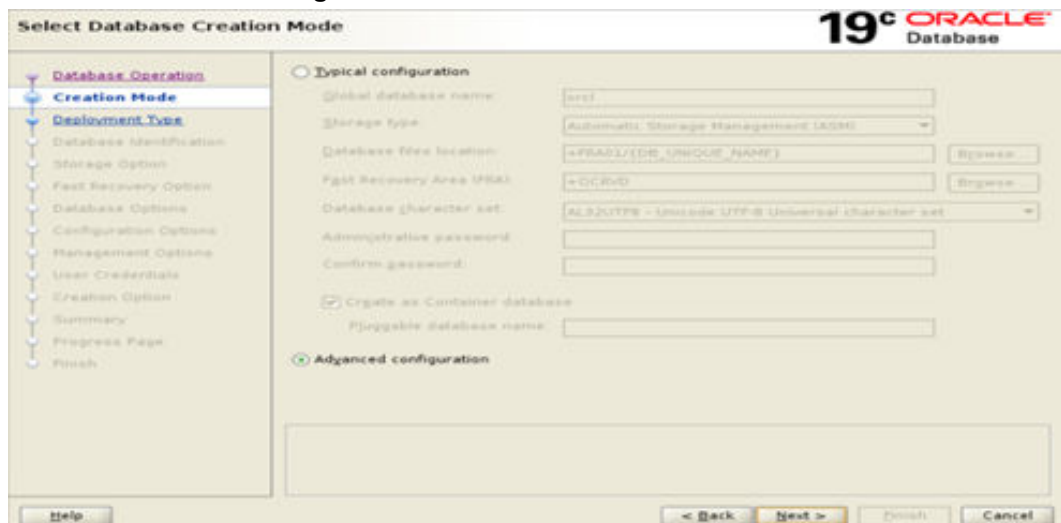 Select Database Creation Mode
19c ORACLE
Database
Database Operation
Creation Mode
Deployment Type
Database Identification
Storage Option
Fast Recovery Option
Database Options
Configuration Options
Management Options
User Credentials
Creation Option
Summary
Progress Page
Finish
Typical configuration
Global database name: orcl
Storage type: Automatic Storage Management (ASM)
Database files location: {DB_UNIQUE_NAME} Browse...
Fast Recovery Area (FRA): Browse...
Database character set: AL32UTF8 - Unicode UTF-8 Universal character set
Administrative password:
Confirm password:
Create as Container database
Pluggable database name:
Advanced configuration
Help
< Back
Next >
Finish
Cancel